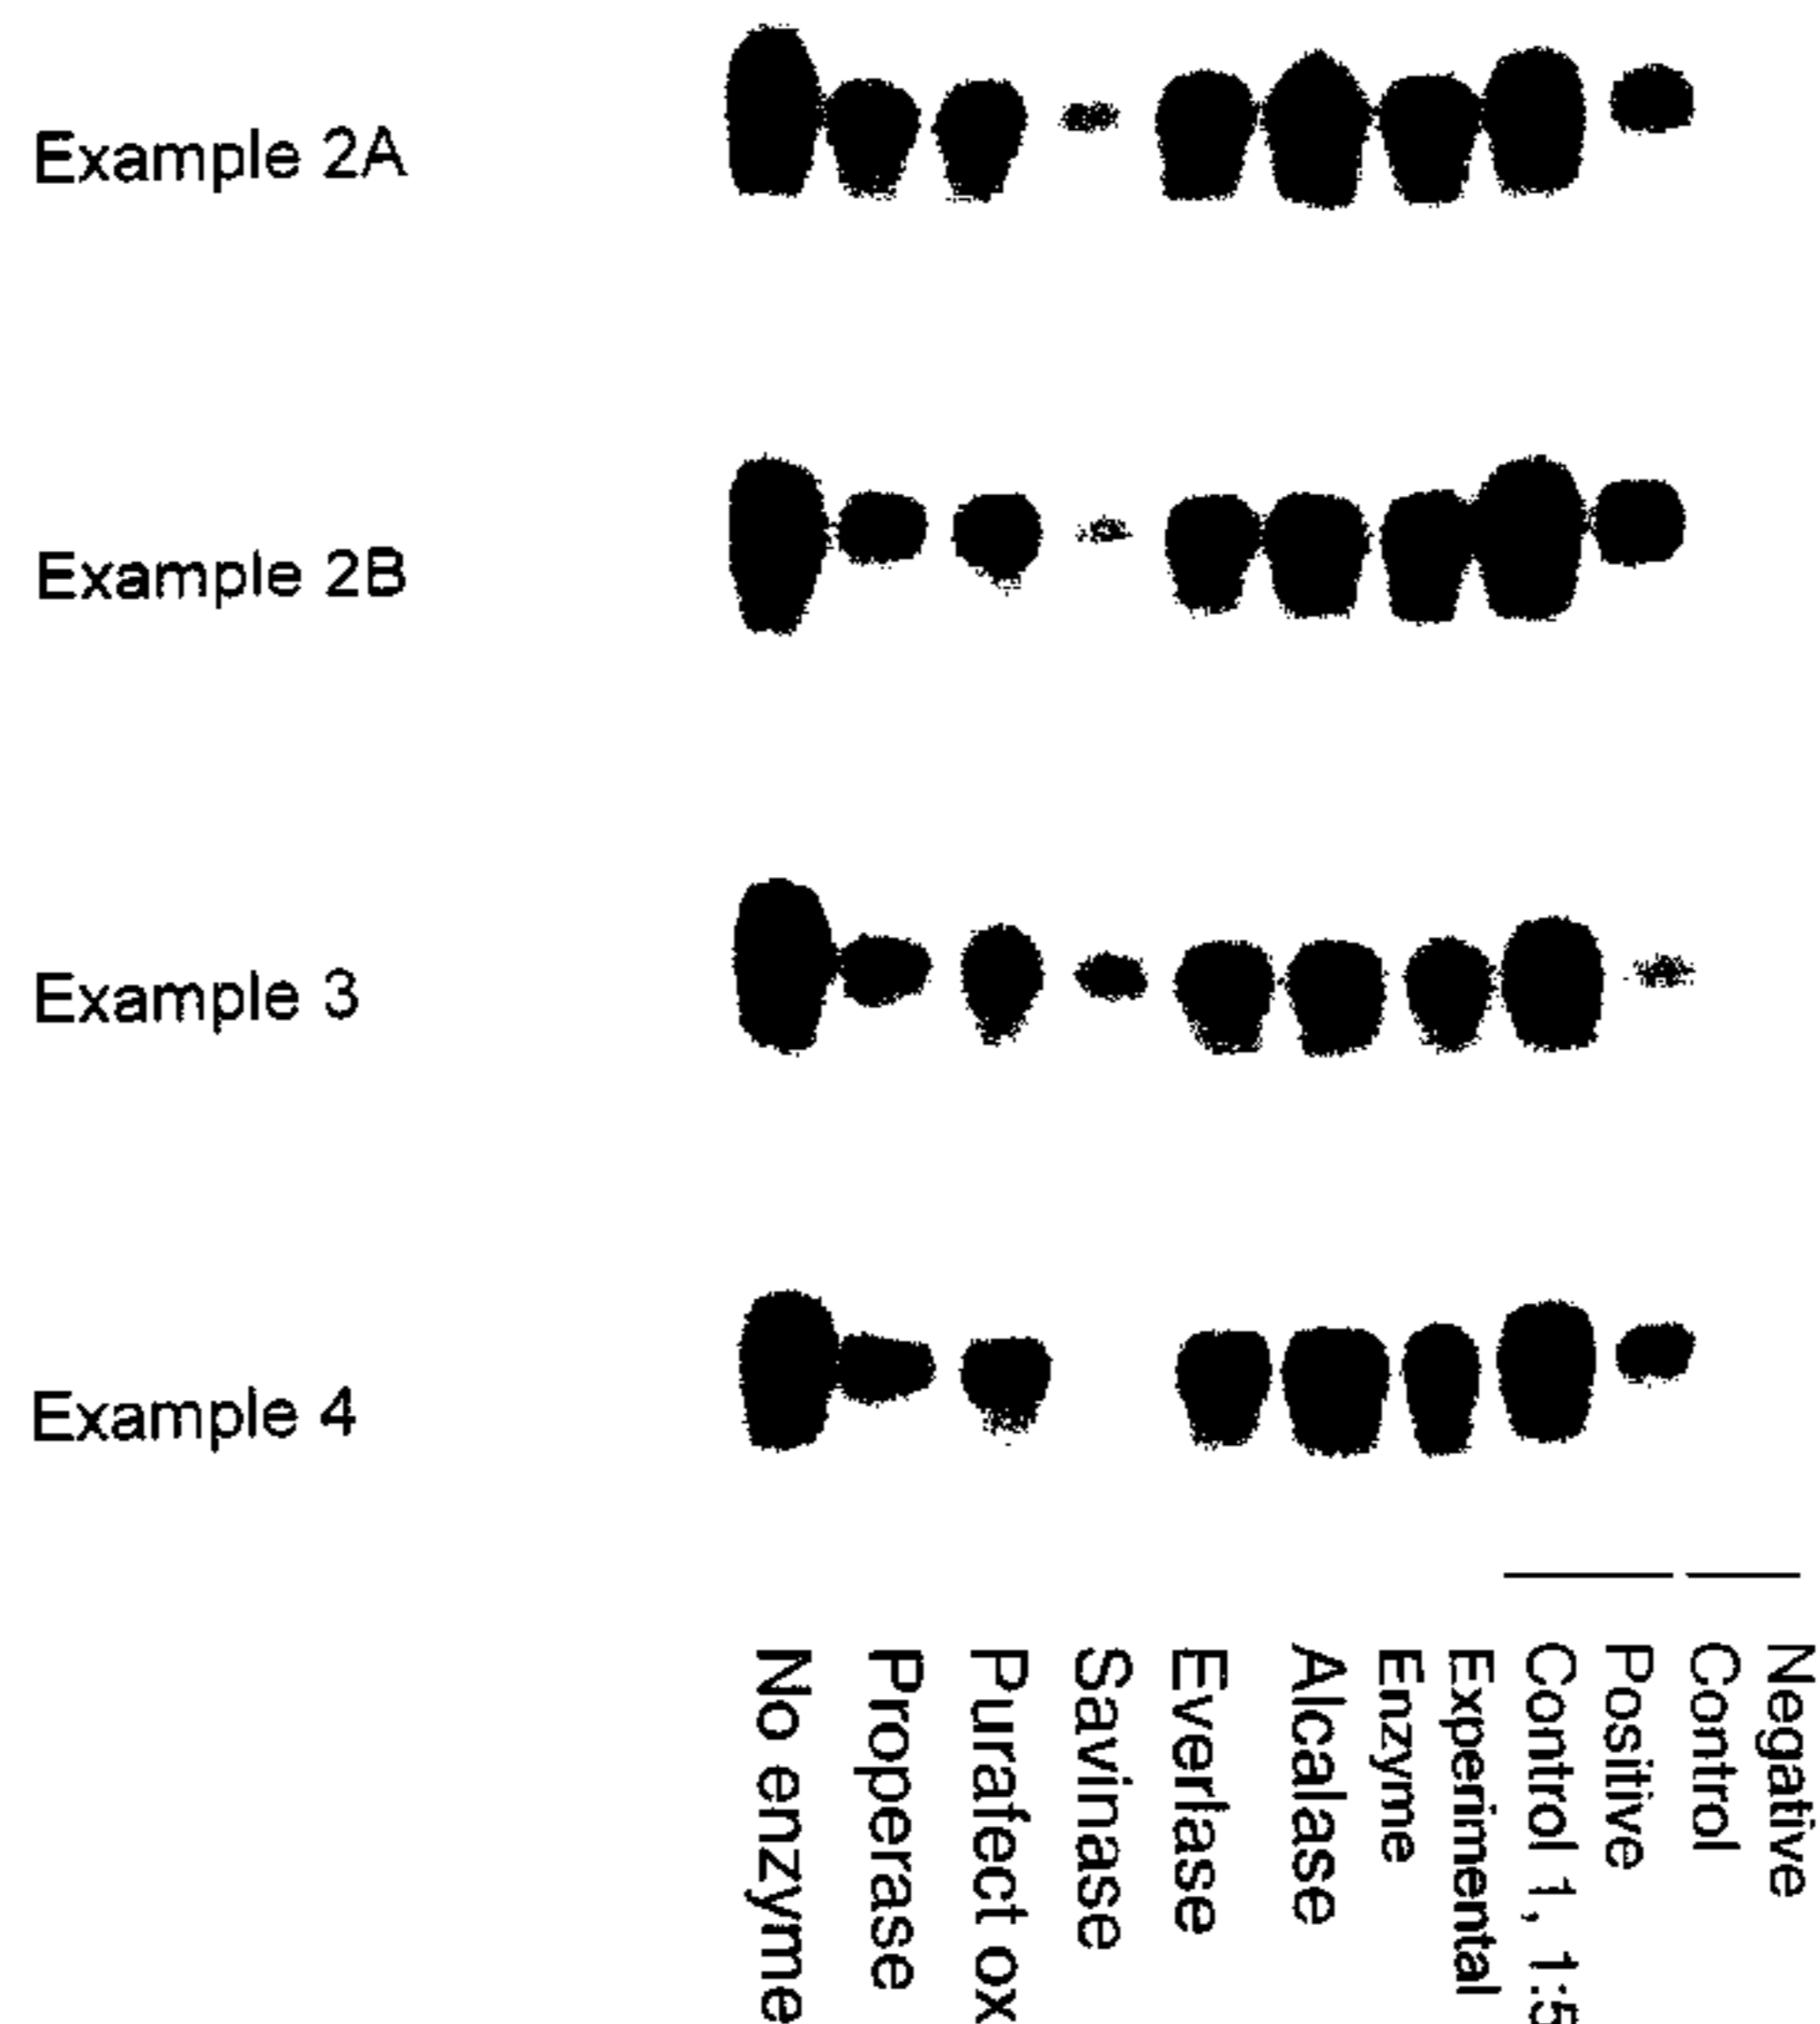 Example 2A
Example 2B
Example 3
Example 4
No enzyme
Properase
Purafect ox
Savinase
Everlase
Alcalase
Experimental
Enzyme
Positive
Control 1, 1:5
Negative
Control